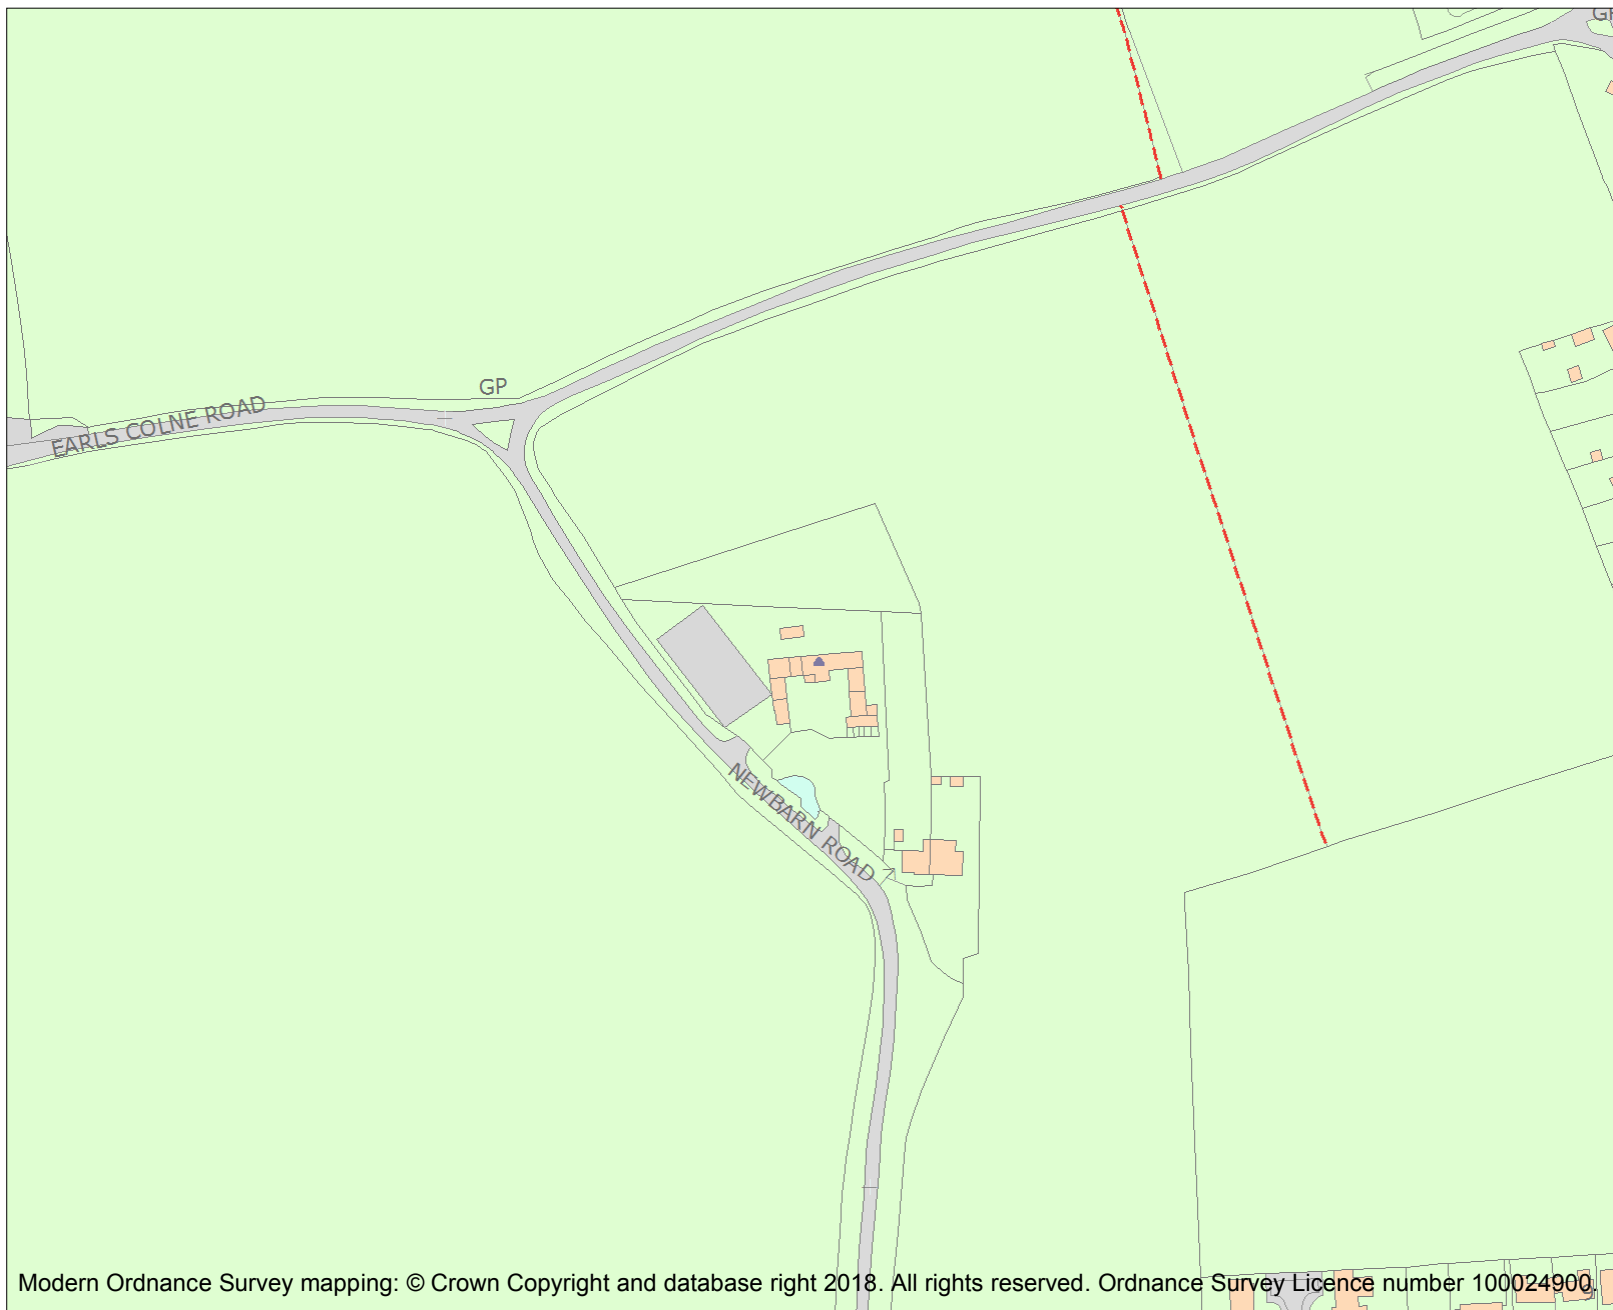 GP
EARLS COLNE ROAD
NEWBARN ROAD
Modern Ordnance Survey mapping: © Crown Copyright and database right 2018. All rights reserved. Ordnance Survey Licence number 100024900.